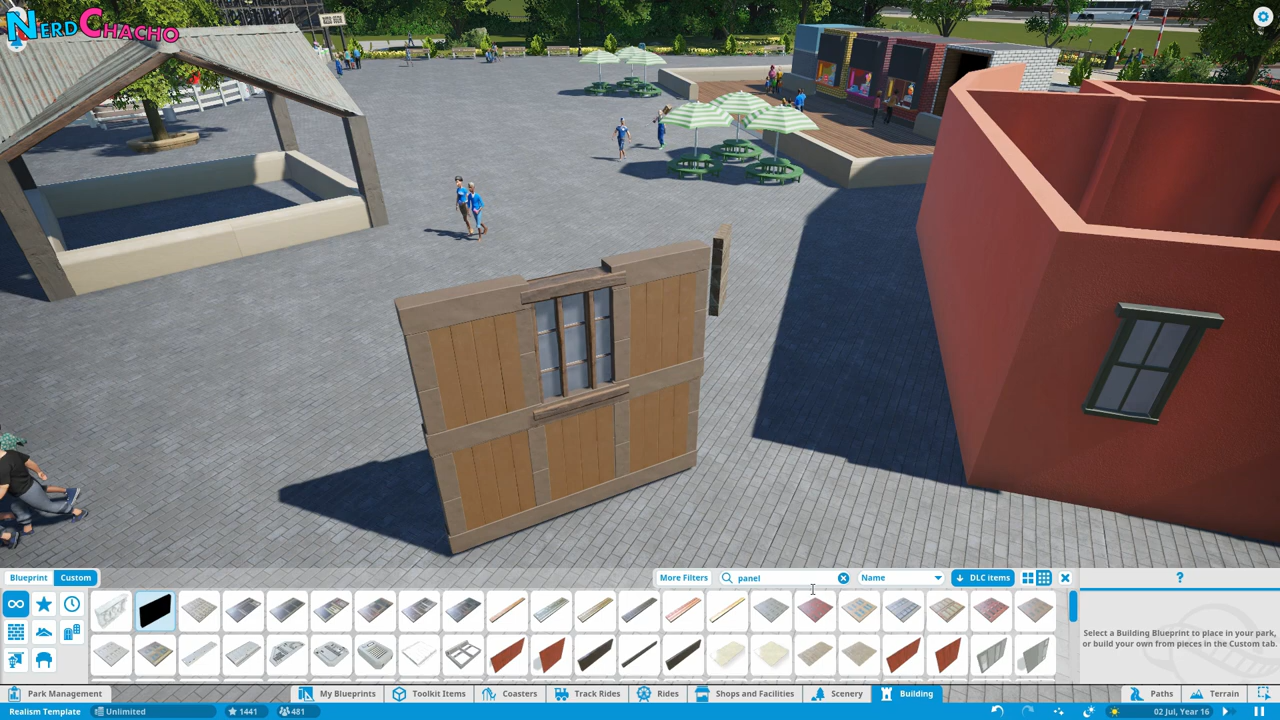 NerdChacho
Blueprint
Custom
More Filters
panel
Name
DLC items
?
Select a Building Blueprint to place in your park,
or build your own from pieces in the Custom tab.
Park Management
My Blueprints
Toolkit Items
Coasters
Track Rides
Rides
Shops and Facilities
Scenery
Building
Paths
Terrain
Realism Template
Unlimited
1441
481
02 Jul, Year 16